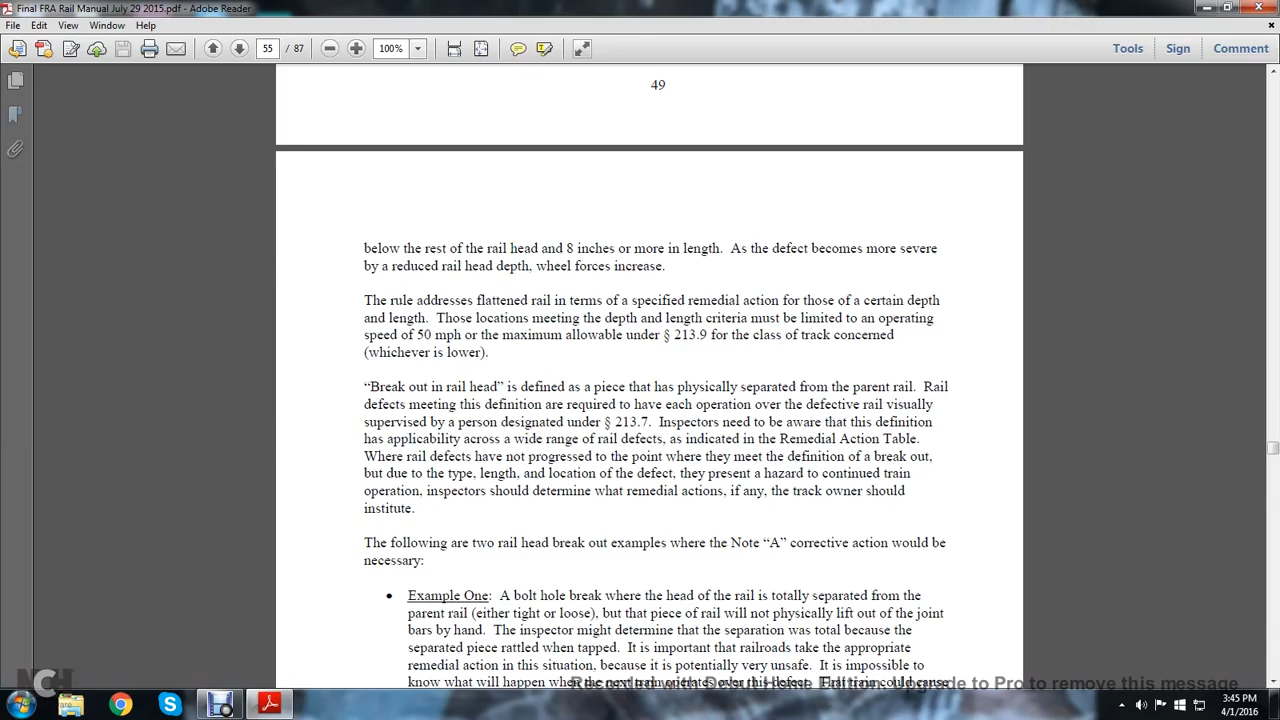 Final FRA Rail Manual July 29 2015.pdf - Adobe Reader
File Edit View Window Help
55 / 87 100% Tools Sign Comment
49
below the rest of the rail head and 8 inches or more in length.  As the defect becomes more severe
by a reduced rail head depth, wheel forces increase.
The rule addresses flattened rail in terms of a specified remedial action for those of a certain depth
and length.  Those locations meeting the depth and length criteria must be limited to an operating
speed of 50 mph or the maximum allowable under § 213.9 for the class of track concerned
(whichever is lower).
“Break out in rail head” is defined as a piece that has physically separated from the parent rail.  Rail
defects meeting this definition are required to have each operation over the defective rail visually
supervised by a person designated under § 213.7.  Inspectors need to be aware that this definition
has applicability across a wide range of rail defects, as indicated in the Remedial Action Table.
Where rail defects have not progressed to the point where they meet the definition of a break out,
but due to the type, length, and location of the defect, they present a hazard to continued train
operation, inspectors should determine what remedial actions, if any, the track owner should
institute.
The following are two rail head break out examples where the Note “A” corrective action would be
necessary:
• Example One:  A bolt hole break where the head of the rail is totally separated from the
parent rail (either tight or loose), but that piece of rail will not physically lift out of the joint
bars by hand.  The inspector might determine that the separation was total because the
separated piece rattled when tapped.  It is important that railroads take the appropriate
remedial action in this situation, because it is potentially very unsafe.  It is impossible to
know what will happen when the next train operates over this defect.  That train could cause
NCH
Recorded with Home Edition. Upgrade to Pro to remove this message
3:45 PM
4/1/2016